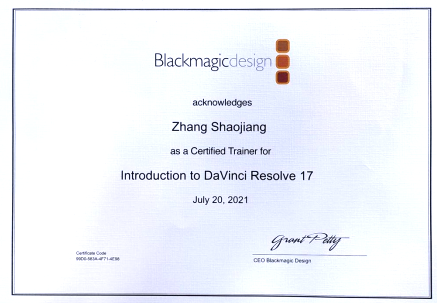 Blackmagicdesign
acknowledges
Zhang Shaojiang
as a Certified Trainer for
Introduction to DaVinci Resolve 17
July 20, 2021
Grant Petty
Certificate Code
CEO Blackmagic Design